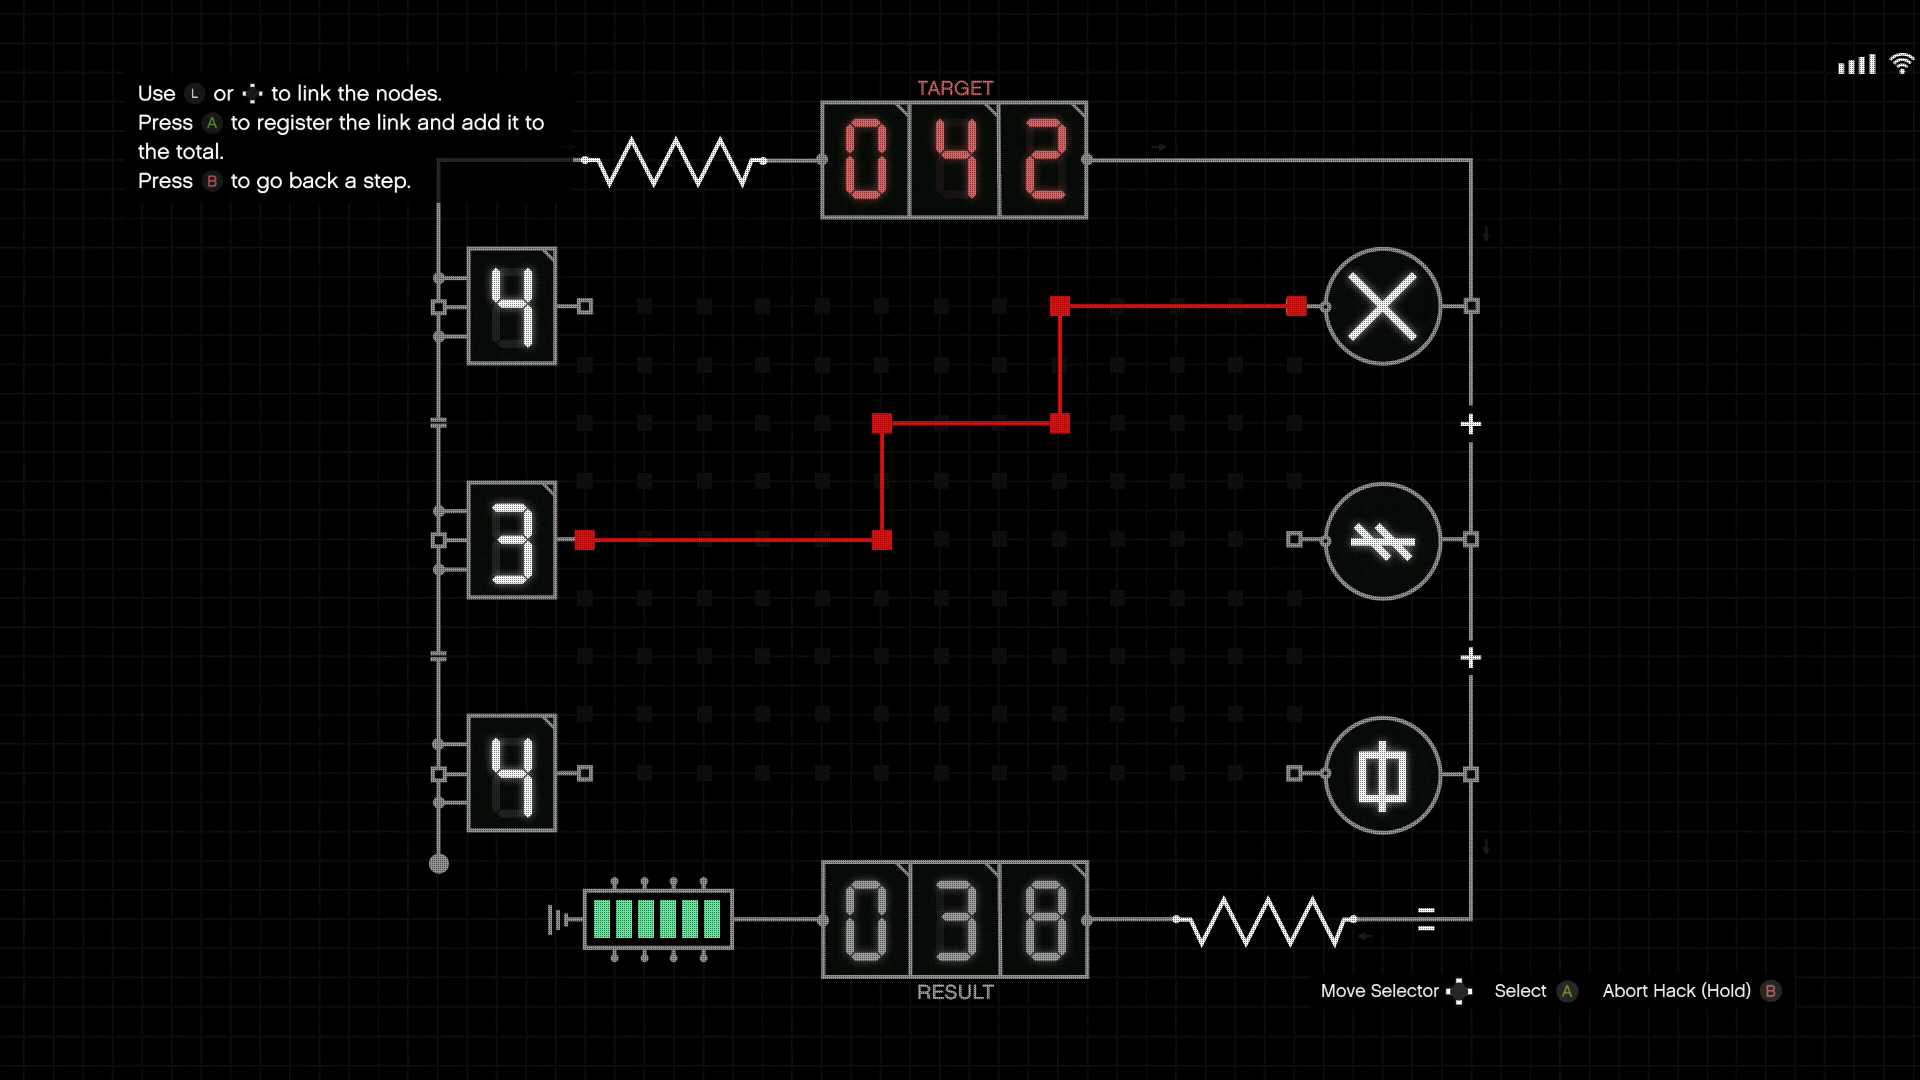 Use L or to link the nodes.
Press A to register the link and add it to
the total.
Press B to go back a step.
TARGET
042
4
3
4
038
RESULT
Move Selector Select A Abort Hack (Hold) B